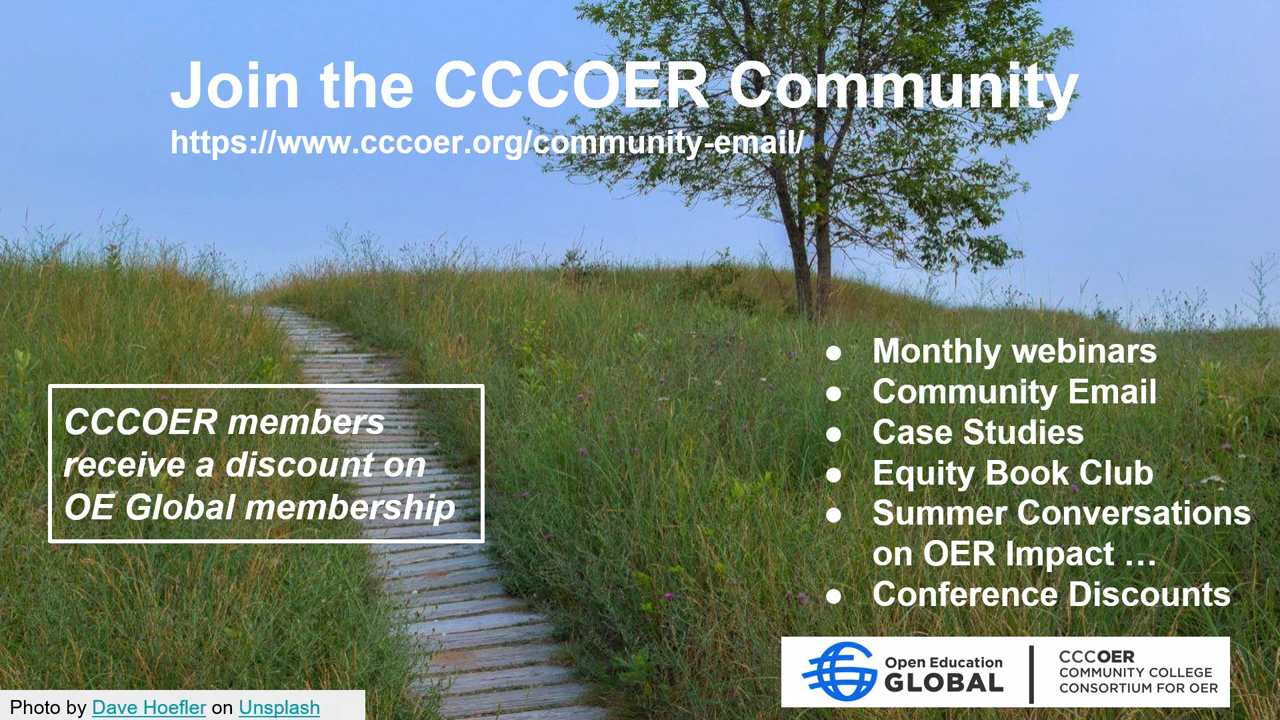 Join the CCCOER Community
https://www.cccoer.org/community-email/
CCCOER members
receive a discount on
OE Global membership
● Monthly webinars
● Community Email
● Case Studies
● Equity Book Club
● Summer Conversations
on OER Impact …
● Conference Discounts
Open Education
GLOBAL
CCCOER
COMMUNITY COLLEGE
CONSORTIUM FOR OER
Photo by Dave Hoefler on Unsplash